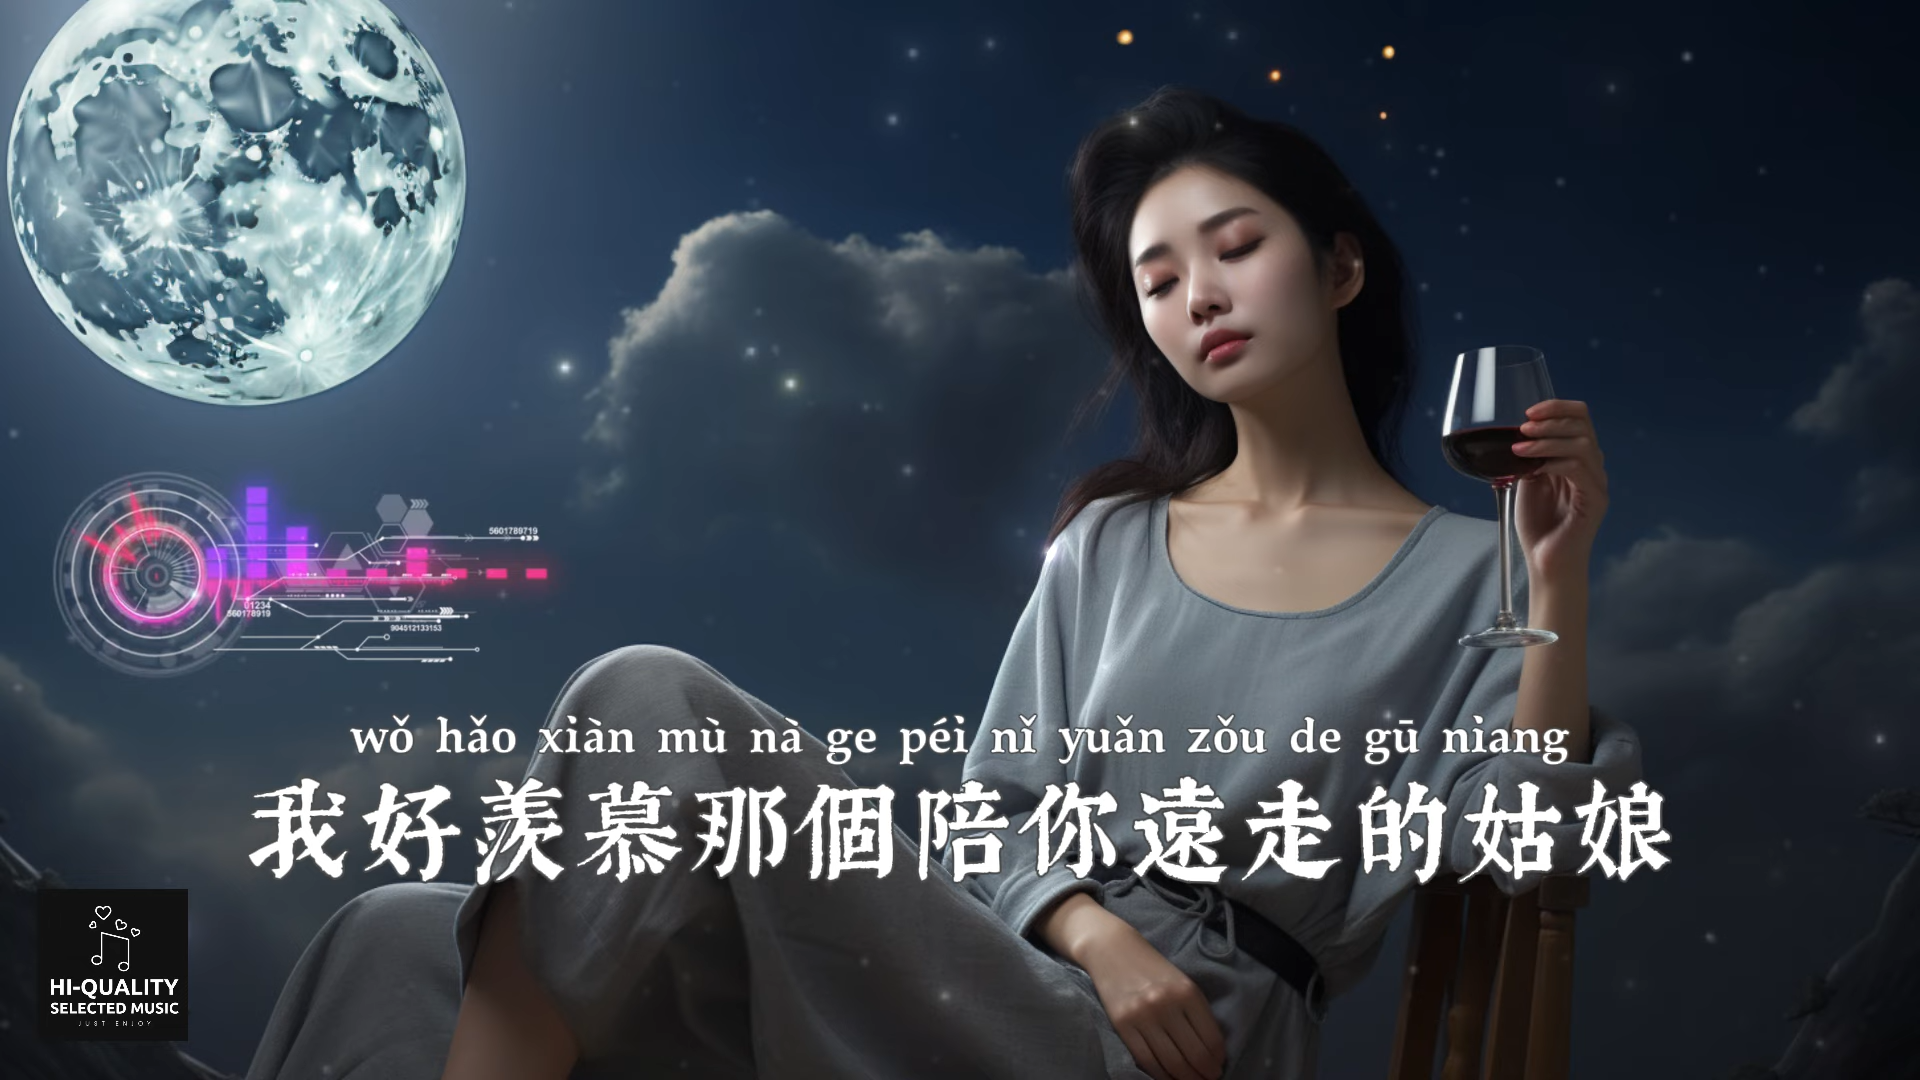 5601789719
01234
560178919
904512133153
wǒ hǎo xiàn mù nà ge péi nǐ yuǎn zǒu de gū niang
我好羨慕那個陪你遠走的姑娘
HI-QUALITY
SELECTED MUSIC
JUST ENJOY